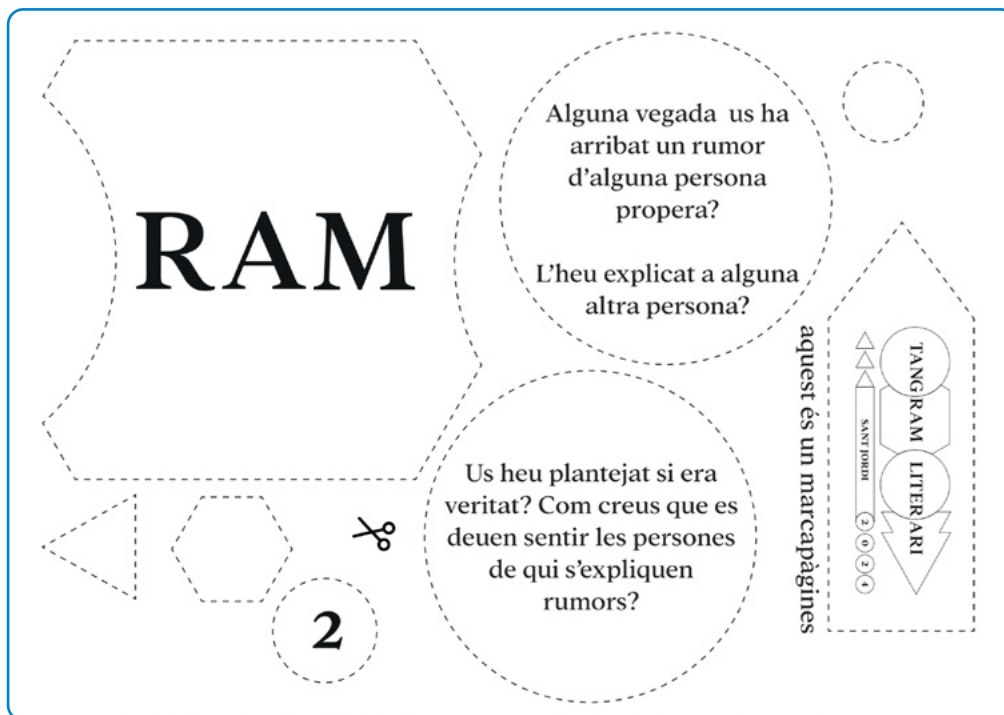 RAM
Alguna vegada us ha
arribat un rumor
d'alguna persona
propera?
L'heu explicat a alguna
altra persona?
Us heu plantejat si era
veritat? Com creus que es
deuen sentir les persones
de qui s'expliquen
rumors?
2
aquest és un marcapàgines
TANGRAM LITERARI
SANT JORDI 2024